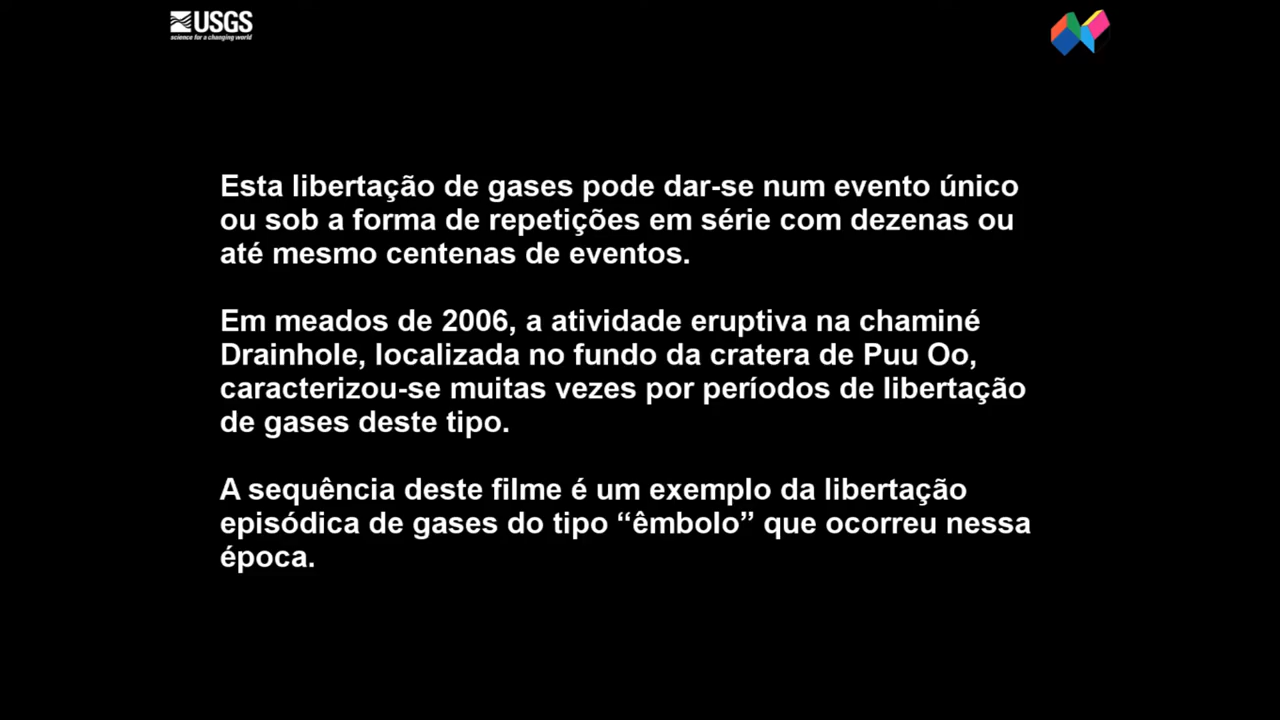 USGS
science for a changing world
Esta libertação de gases pode dar-se num evento único
ou sob a forma de repetições em série com dezenas ou
até mesmo centenas de eventos.
Em meados de 2006, a atividade eruptiva na chaminé
Drainhole, localizada no fundo da cratera de Puu Oo,
caracterizou-se muitas vezes por períodos de libertação
de gases deste tipo.
A sequência deste filme é um exemplo da libertação
episódica de gases do tipo “êmbolo” que ocorreu nessa
época.